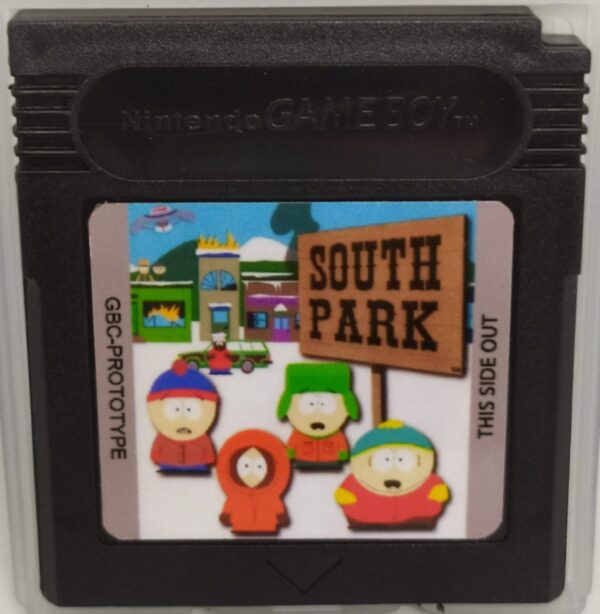 Nintendo GAME BOY TM
SOUTH
PARK
GBC-PROTOTYPE
THIS SIDE OUT